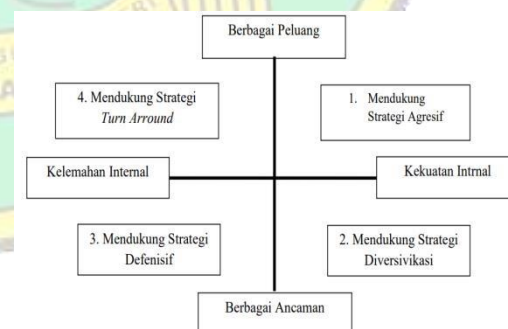 Berbagai Peluang
4. Mendukung Strategi
Turn Arround
1. Mendukung
Strategi Agresif
Kelemahan Internal
Kekuatan Intrnal
3. Mendukung Strategi
Defenisif
2. Mendukung Strategi
Diversivikasi
Berbagai Ancaman